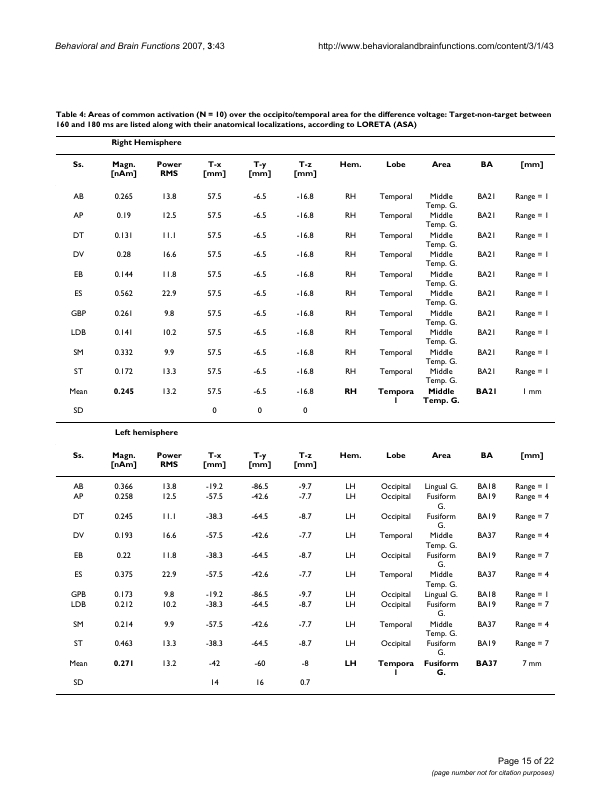 Behavioral and Brain Functions 2007, 3:43 http://www.behavioralandbrainfunctions.com/content/3/1/43
Table 4: Areas of common activation (N = 10) over the occipito/temporal area for the difference voltage: Target-non-target between
160 and 180 ms are listed along with their anatomical localizations, according to LORETA (ASA)
Right Hemisphere
Ss. Magn. Power T-x T-y T-z Hem. Lobe Area BA [mm]
[nAm] RMS [mm] [mm] [mm]
AB 0.265 13.8 57.5 -6.5 -16.8 RH Temporal Middle BA21 Range = 1
Temp. G.
AP 0.19 12.5 57.5 -6.5 -16.8 RH Temporal Middle BA21 Range = 1
Temp. G.
DT 0.131 11.1 57.5 -6.5 -16.8 RH Temporal Middle BA21 Range = 1
Temp. G.
DV 0.28 16.6 57.5 -6.5 -16.8 RH Temporal Middle BA21 Range = 1
Temp. G.
EB 0.144 11.8 57.5 -6.5 -16.8 RH Temporal Middle BA21 Range = 1
Temp. G.
ES 0.562 22.9 57.5 -6.5 -16.8 RH Temporal Middle BA21 Range = 1
Temp. G.
GBP 0.261 9.8 57.5 -6.5 -16.8 RH Temporal Middle BA21 Range = 1
Temp. G.
LDB 0.141 10.2 57.5 -6.5 -16.8 RH Temporal Middle BA21 Range = 1
Temp. G.
SM 0.332 9.9 57.5 -6.5 -16.8 RH Temporal Middle BA21 Range = 1
Temp. G.
ST 0.172 13.3 57.5 -6.5 -16.8 RH Temporal Middle BA21 Range = 1
Temp. G.
Mean 0.245 13.2 57.5 -6.5 -16.8 RH Tempora Middle BA21 1 mm
l Temp. G.
SD 0 0 0
Left hemisphere
Ss. Magn. Power T-x T-y T-z Hem. Lobe Area BA [mm]
[nAm] RMS [mm] [mm] [mm]
AB 0.366 13.8 -19.2 -86.5 -9.7 LH Occipital Lingual G. BA18 Range = 1
AP 0.258 12.5 -57.5 -42.6 -7.7 LH Occipital Fusiform BA19 Range = 4
G.
DT 0.245 11.1 -38.3 -64.5 -8.7 LH Occipital Fusiform BA19 Range = 7
G.
DV 0.193 16.6 -57.5 -42.6 -7.7 LH Temporal Middle BA37 Range = 4
Temp. G.
EB 0.22 11.8 -38.3 -64.5 -8.7 LH Occipital Fusiform BA19 Range = 7
G.
ES 0.375 22.9 -57.5 -42.6 -7.7 LH Temporal Middle BA37 Range = 4
Temp. G.
GPB 0.173 9.8 -19.2 -86.5 -9.7 LH Occipital Lingual G. BA18 Range = 1
LDB 0.212 10.2 -38.3 -64.5 -8.7 LH Occipital Fusiform BA19 Range = 7
G.
SM 0.214 9.9 -57.5 -42.6 -7.7 LH Temporal Middle BA37 Range = 4
Temp. G.
ST 0.463 13.3 -38.3 -64.5 -8.7 LH Occipital Fusiform BA19 Range = 7
G.
Mean 0.271 13.2 -42 -60 -8 LH Tempora Fusiform BA37 7 mm
l G.
SD 14 16 0.7
Page 15 of 22
(page number not for citation purposes)